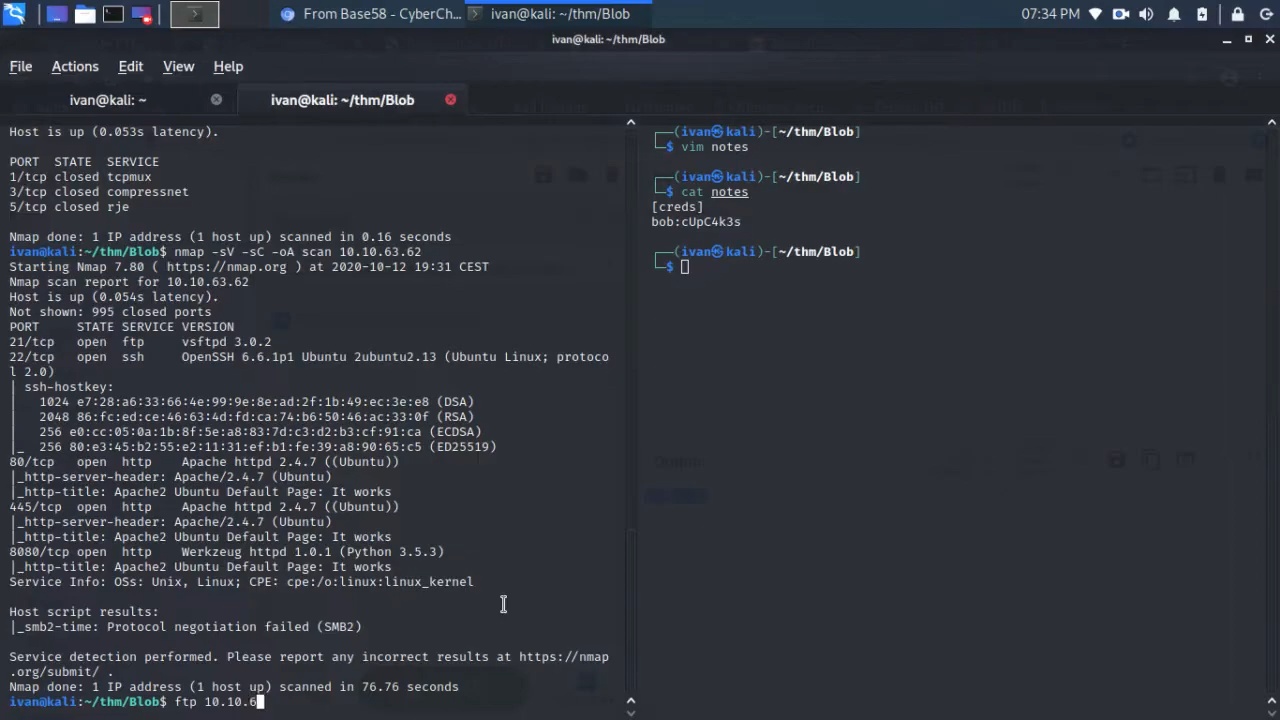 From Base58 - CyberCh...
ivan@kali: ~/thm/Blob
07:34 PM
ivan@kali: ~/thm/Blob
File Actions Edit View Help
ivan@kali: ~
ivan@kali: ~/thm/Blob
Host is up (0.053s latency).
PORT STATE SERVICE
1/tcp closed tcpmux
3/tcp closed compressnet
5/tcp closed rje
Nmap done: 1 IP address (1 host up) scanned in 0.16 seconds
ivan@kali:~/thm/Blob$ nmap -sV -sC -oA scan 10.10.63.62
Starting Nmap 7.80 ( https://nmap.org ) at 2020-10-12 19:31 CEST
Nmap scan report for 10.10.63.62
Host is up (0.054s latency).
Not shown: 995 closed ports
PORT STATE SERVICE VERSION
21/tcp open ftp vsftpd 3.0.2
22/tcp open ssh OpenSSH 6.6.1p1 Ubuntu 2ubuntu2.13 (Ubuntu Linux; protoco
l 2.0)
| ssh-hostkey:
| 1024 e7:28:a6:33:66:4e:99:9e:8e:ad:2f:1b:49:ec:3e:e8 (DSA)
| 2048 86:fc:ed:ce:46:63:4d:fd:ca:74:b6:50:46:ac:33:0f (RSA)
| 256 e0:cc:05:0a:1b:8f:5e:a8:83:7d:c3:d2:b3:cf:91:ca (ECDSA)
|_ 256 80:e3:45:b2:55:e2:11:31:ef:b1:fe:39:a8:90:65:c5 (ED25519)
80/tcp open http Apache httpd 2.4.7 ((Ubuntu))
|_http-server-header: Apache/2.4.7 (Ubuntu)
|_http-title: Apache2 Ubuntu Default Page: It works
445/tcp open http Apache httpd 2.4.7 ((Ubuntu))
|_http-server-header: Apache/2.4.7 (Ubuntu)
|_http-title: Apache2 Ubuntu Default Page: It works
8080/tcp open http Werkzeug httpd 1.0.1 (Python 3.5.3)
|_http-title: Apache2 Ubuntu Default Page: It works
Service Info: OSs: Unix, Linux; CPE: cpe:/o:linux:linux_kernel
Host script results:
|_smb2-time: Protocol negotiation failed (SMB2)
Service detection performed. Please report any incorrect results at https://nmap
.org/submit/ .
Nmap done: 1 IP address (1 host up) scanned in 76.76 seconds
ivan@kali:~/thm/Blob$ ftp 10.10.6
┌──(ivan㉿kali)-[~/thm/Blob]
└─$ vim notes
┌──(ivan㉿kali)-[~/thm/Blob]
└─$ cat notes
[creds]
bob:cUpC4k3s
┌──(ivan㉿kali)-[~/thm/Blob]
└─$